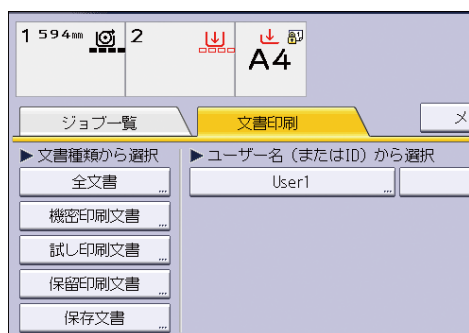 1 594mm 2
A4
ジョブ一覧 文書印刷 メ
▶文書種類から選択 ▶ユーザー名（またはID）から選択
全文書 ... User1 ...
機密印刷文書 ...
試し印刷文書 ...
保留印刷文書 ...
保存文書 ...